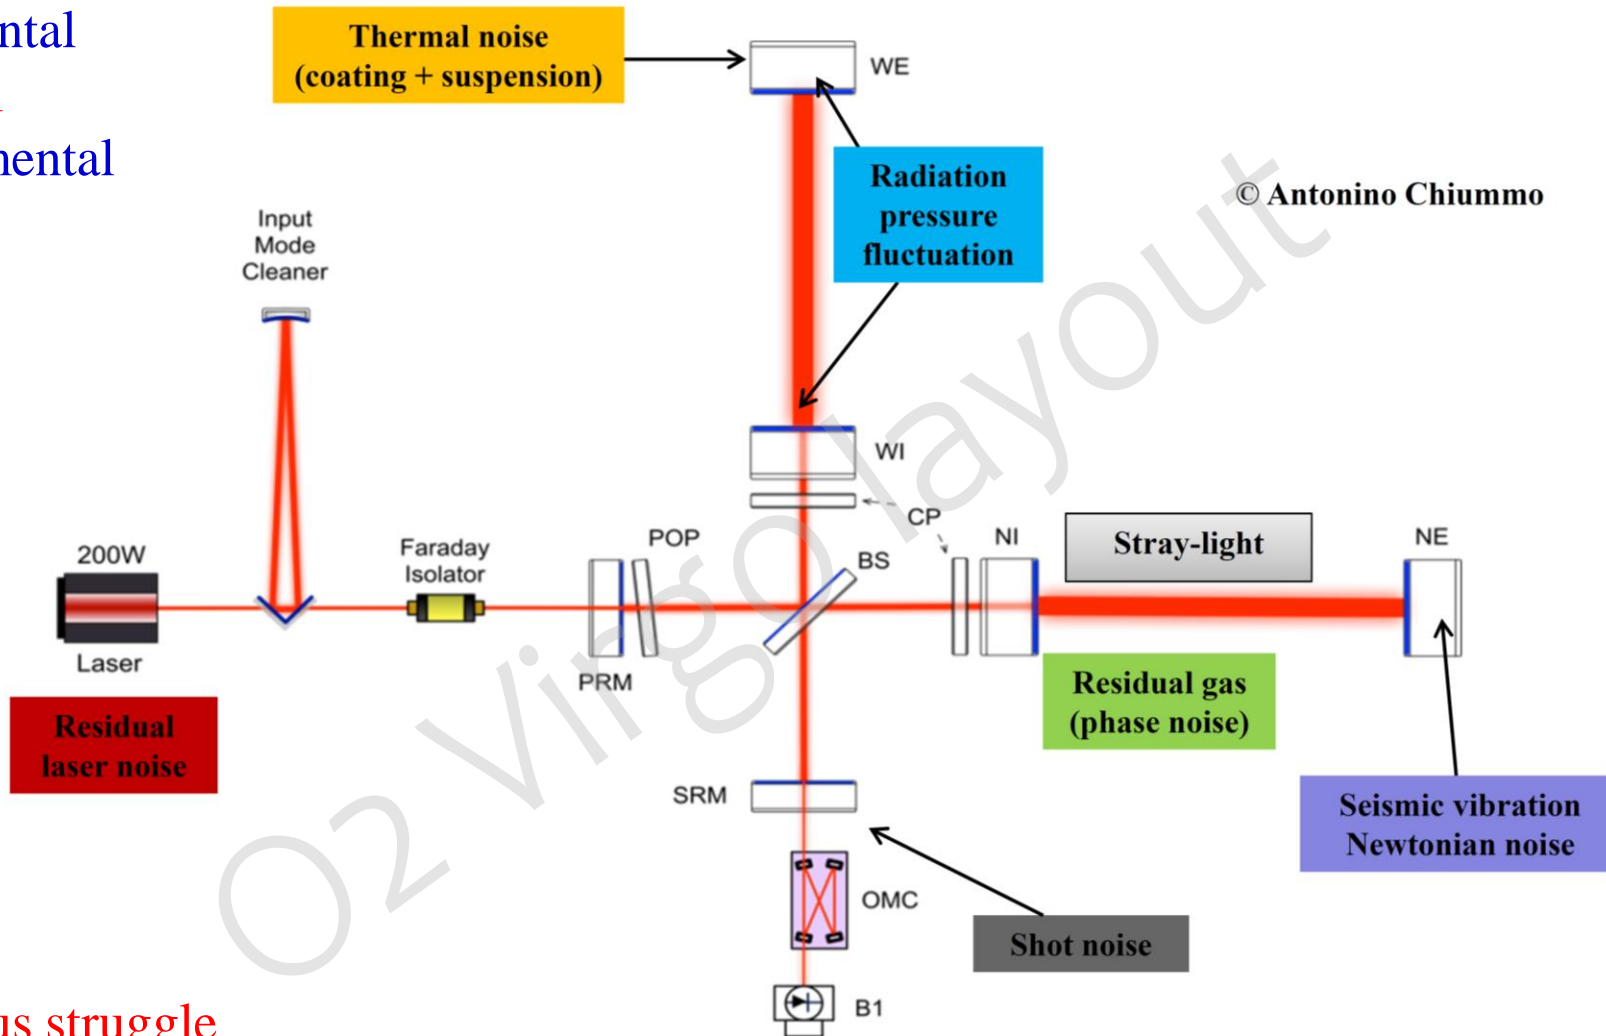 ntal
Thermal noise
(coating + suspension)
WE
mental
Radiation
pressure
fluctuation
© Antonino Chiummo
Input
Mode
Cleaner
WI
CP
200W
Laser
Faraday
Isolator
POP
PRM
BS
NI
Stray-light
NE
Residual
laser noise
Residual gas
(phase noise)
Seismic vibration
Newtonian noise
SRM
OMC
Shot noise
B1
us struggle
O2 Virgo layout